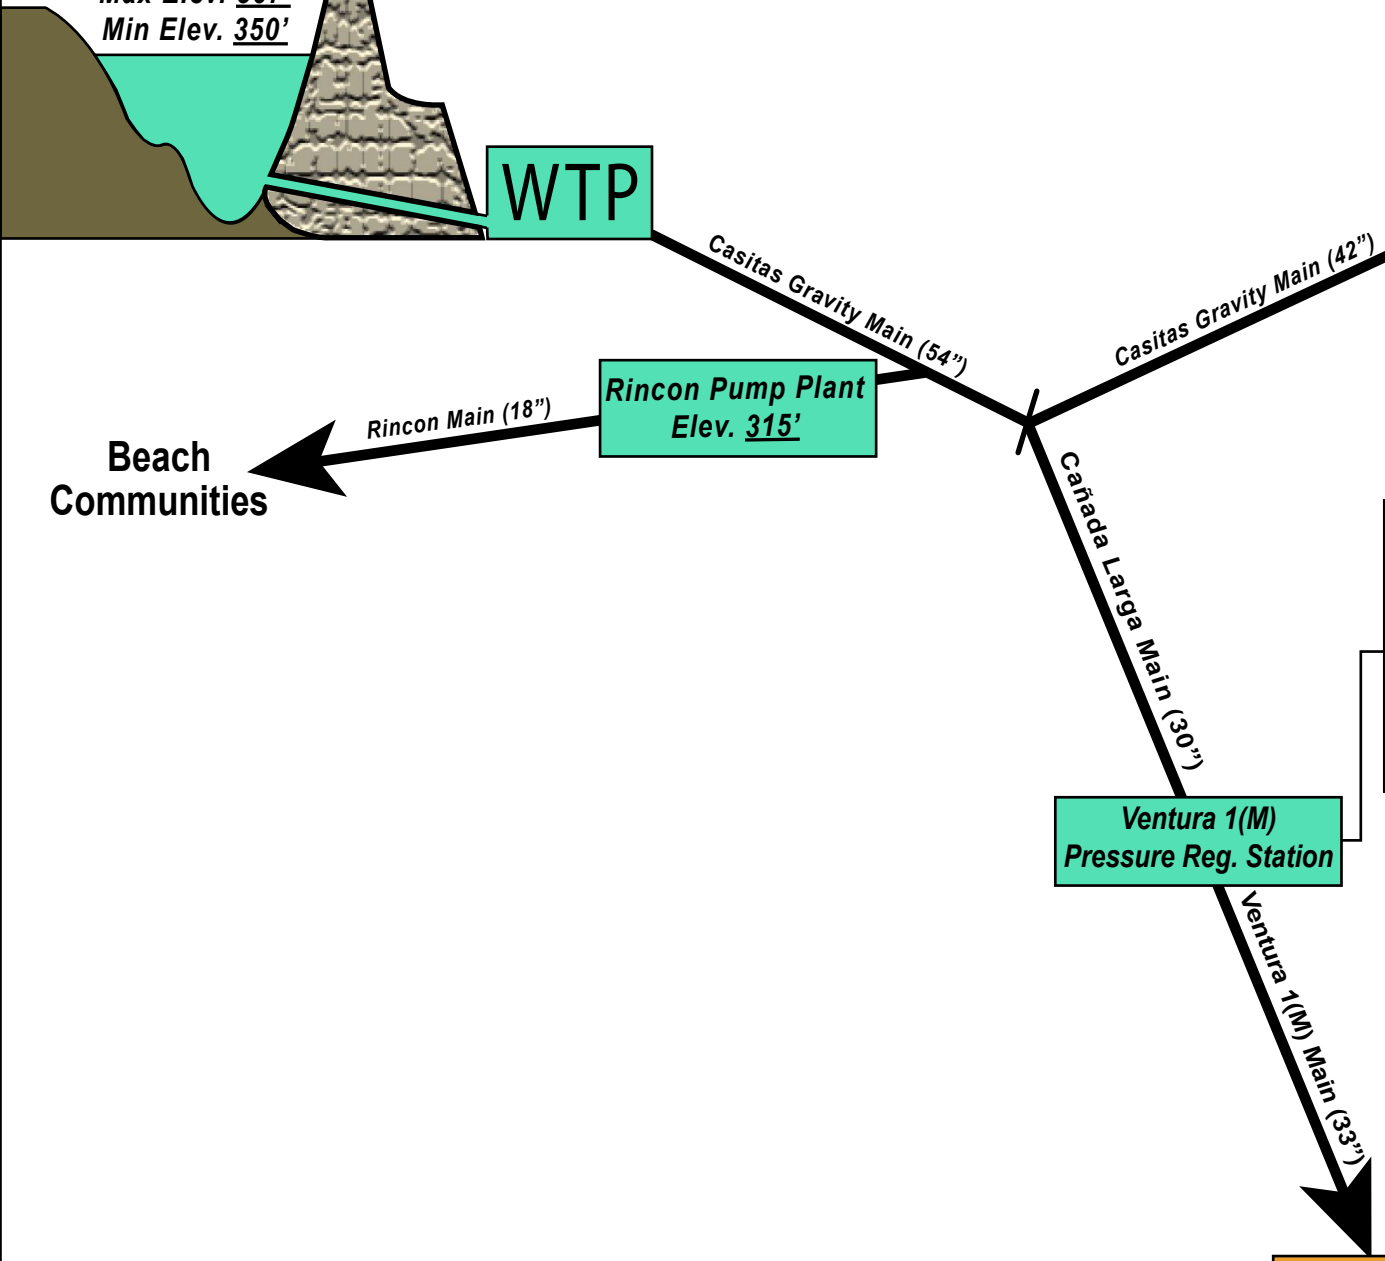 Min Elev. 350’
WTP
Casitas Gravity Main (54”)
Casitas Gravity Main (42”)
Rincon Pump Plant
Elev. 315’
Rincon Main (18”)
Beach
Communities
Cañada Larga Main (30”)
Ventura 1(M)
Pressure Reg. Station
Ventura 1(M) Main (33”)